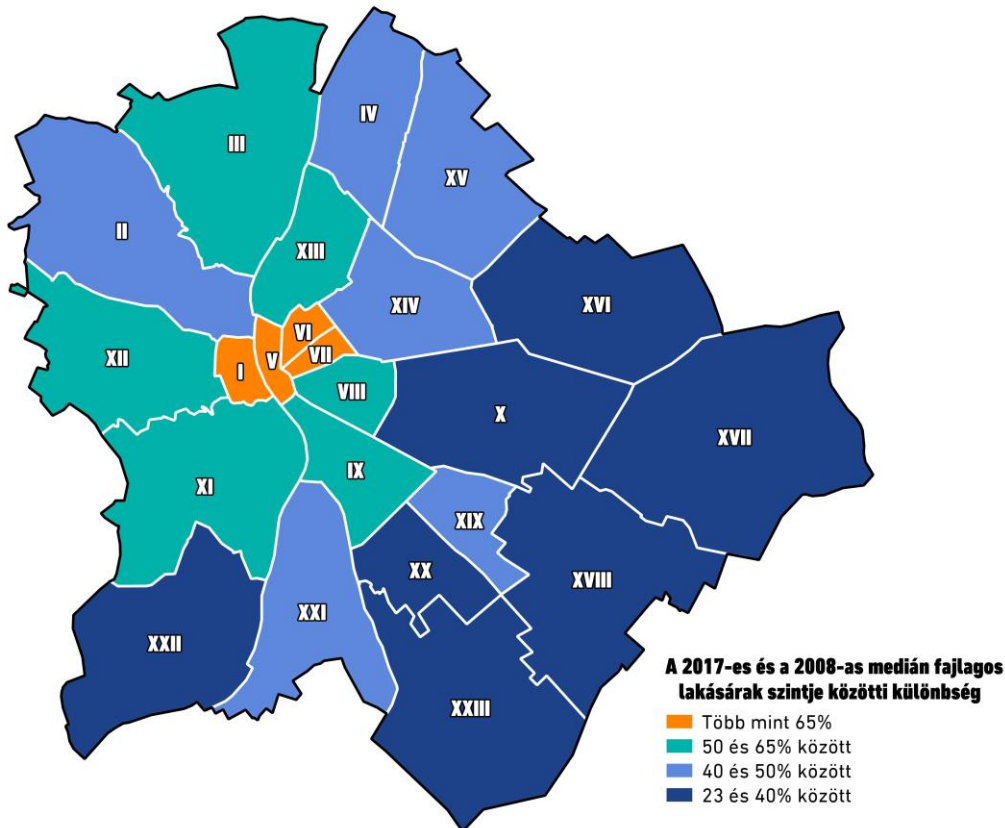 IV
III
XV
II
XIII
XIV
XVI
VI
VII
V
I
XII
VIII
X
XVII
IX
XI
XIX
XX
XVIII
XXI
XXII
XXIII
A 2017-es és a 2008-as medián fajlagos
lakásárak szintje közötti különbség
Több mint 65%
50 és 65% között
40 és 50% között
23 és 40% között